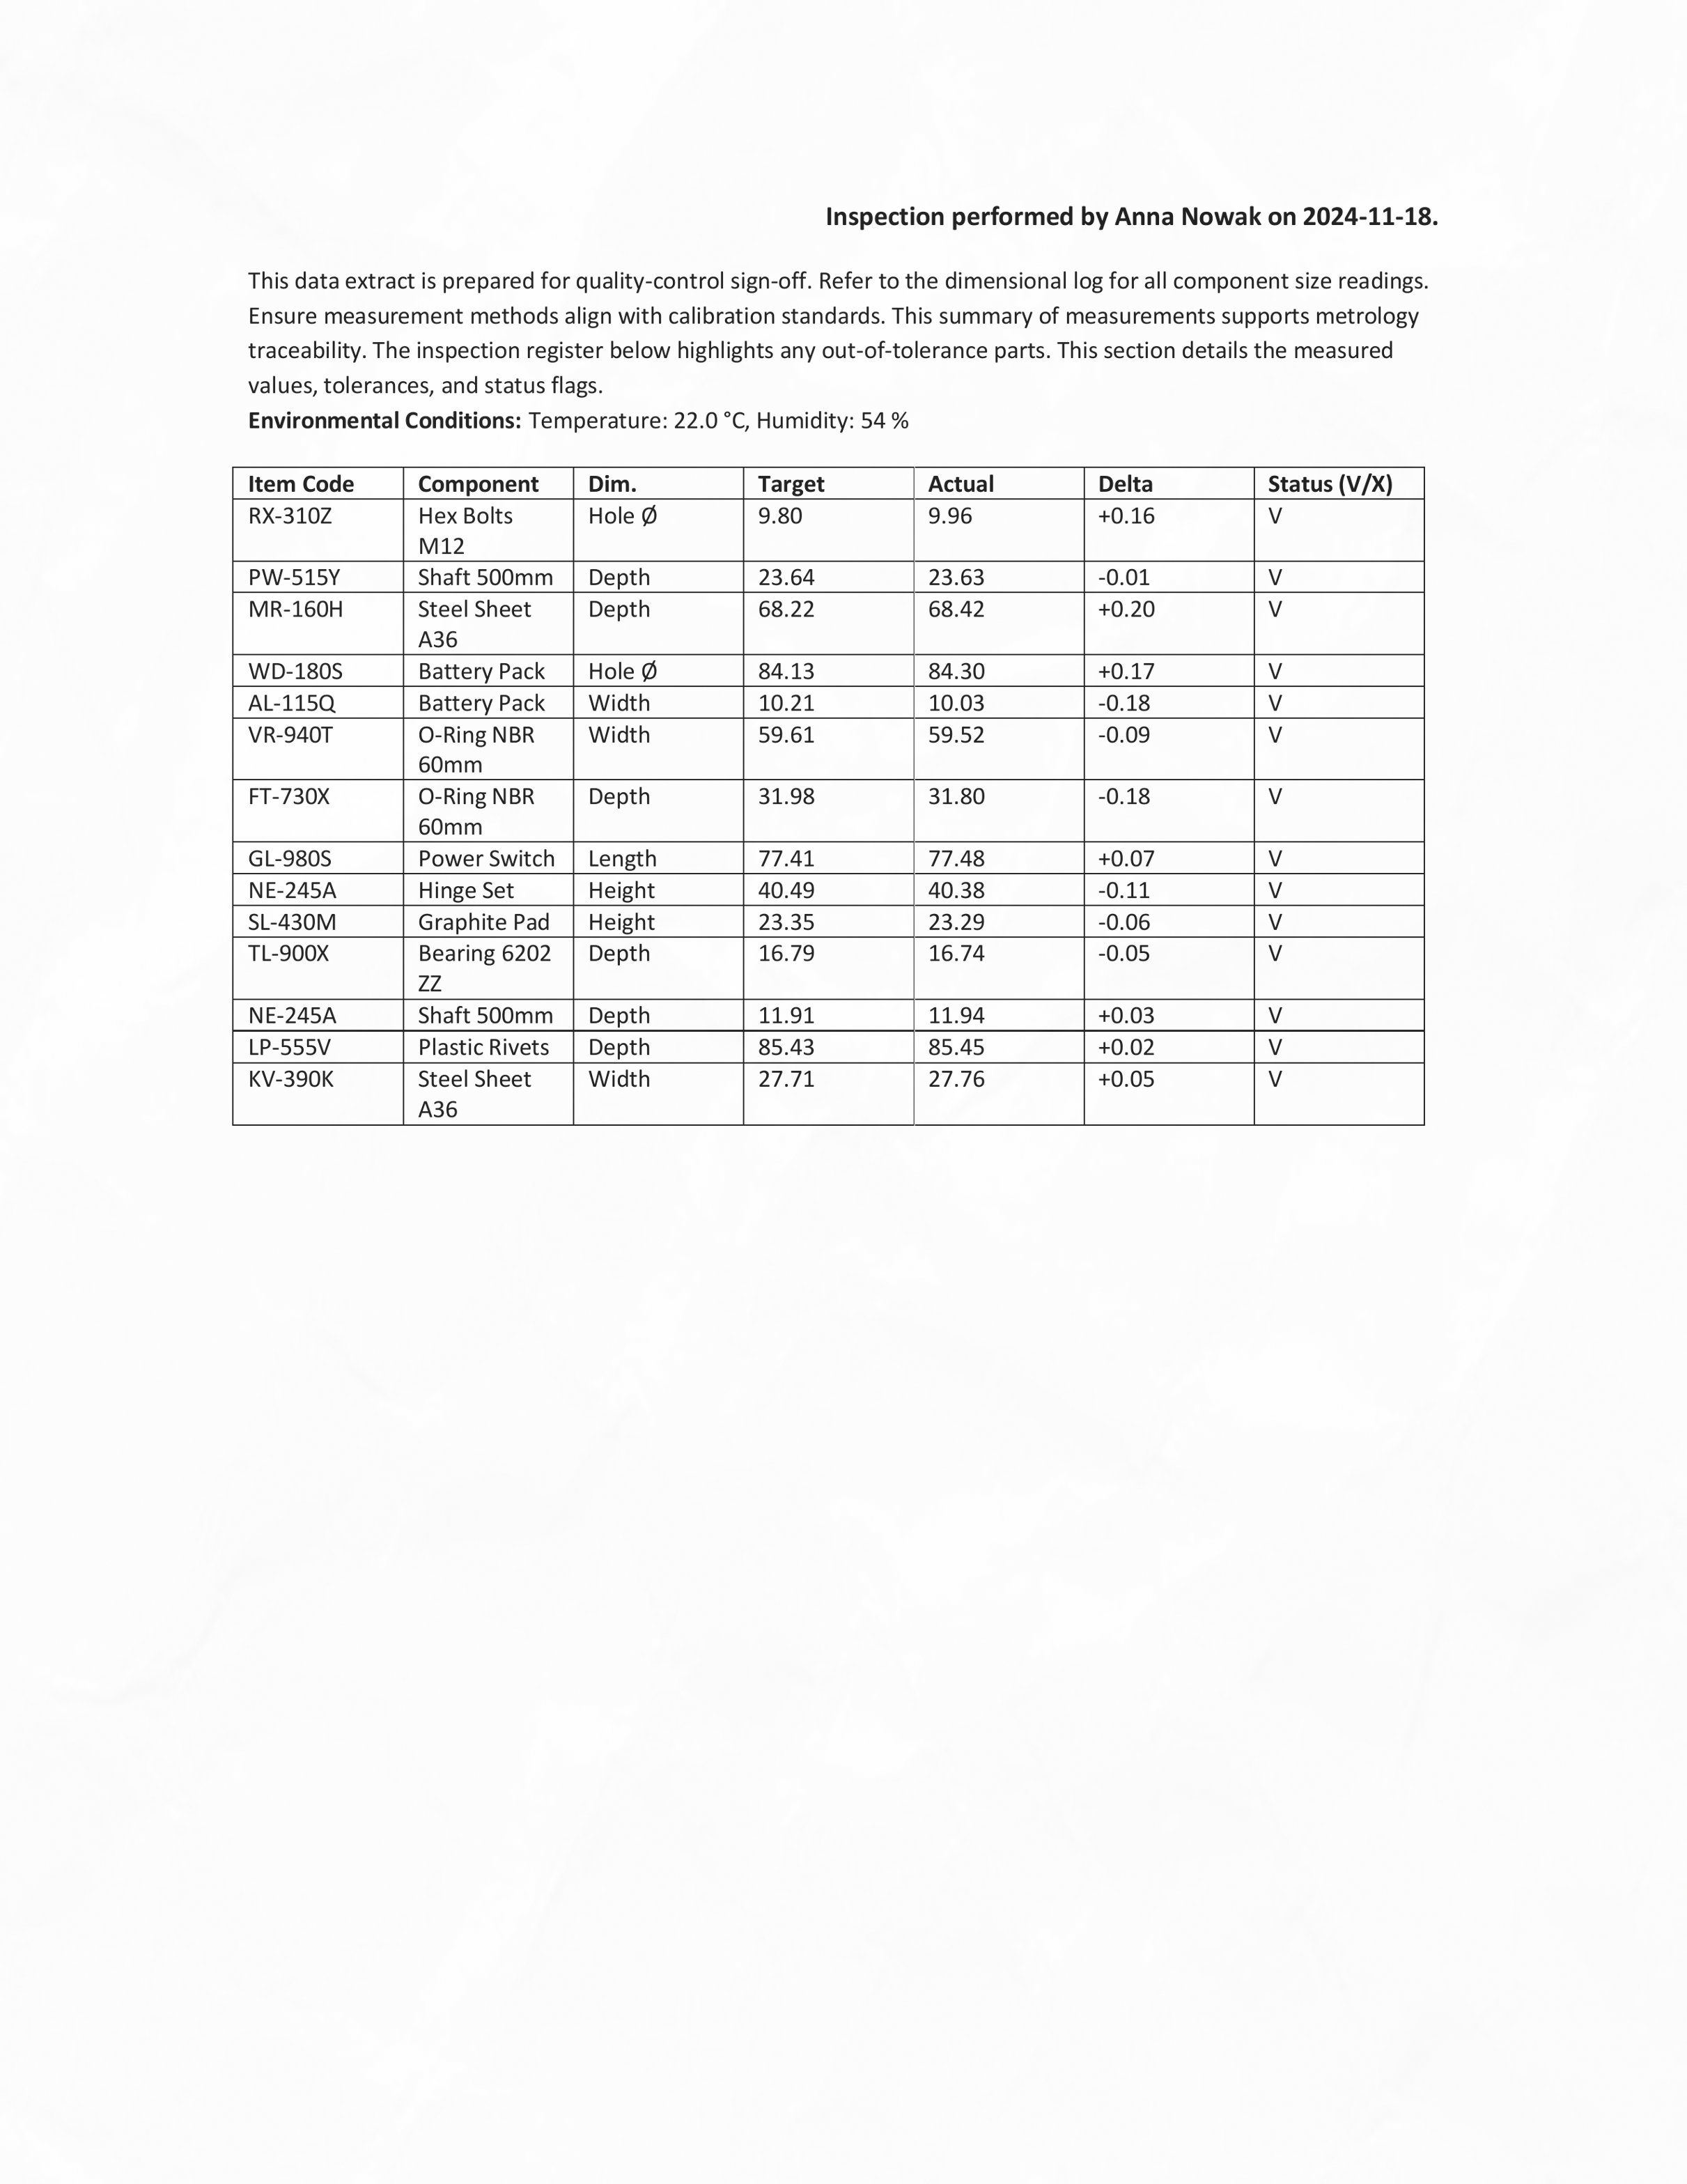 Inspection performed by Anna Nowak on 2024-11-18.
This data extract is prepared for quality-control sign-off. Refer to the dimensional log for all component size readings.
Ensure measurement methods align with calibration standards. This summary of measurements supports metrology
traceability. The inspection register below highlights any out-of-tolerance parts. This section details the measured
values, tolerances, and status flags.
Environmental Conditions: Temperature: 22.0 °C, Humidity: 54 %
Item Code Component Dim. Target Actual Delta Status (V/X)
RX-310Z Hex Bolts Hole Ø 9.80 9.96 +0.16 V
M12
PW-515Y Shaft 500mm Depth 23.64 23.63 -0.01 V
MR-160H Steel Sheet Depth 68.22 68.42 +0.20 V
A36
WD-180S Battery Pack Hole Ø 84.13 84.30 +0.17 V
AL-115Q Battery Pack Width 10.21 10.03 -0.18 V
VR-940T O-Ring NBR Width 59.61 59.52 -0.09 V
60mm
FT-730X O-Ring NBR Depth 31.98 31.80 -0.18 V
60mm
GL-980S Power Switch Length 77.41 77.48 +0.07 V
NE-245A Hinge Set Height 40.49 40.38 -0.11 V
SL-430M Graphite Pad Height 23.35 23.29 -0.06 V
TL-900X Bearing 6202 Depth 16.79 16.74 -0.05 V
ZZ
NE-245A Shaft 500mm Depth 11.91 11.94 +0.03 V
LP-555V Plastic Rivets Depth 85.43 85.45 +0.02 V
KV-390K Steel Sheet Width 27.71 27.76 +0.05 V
A36